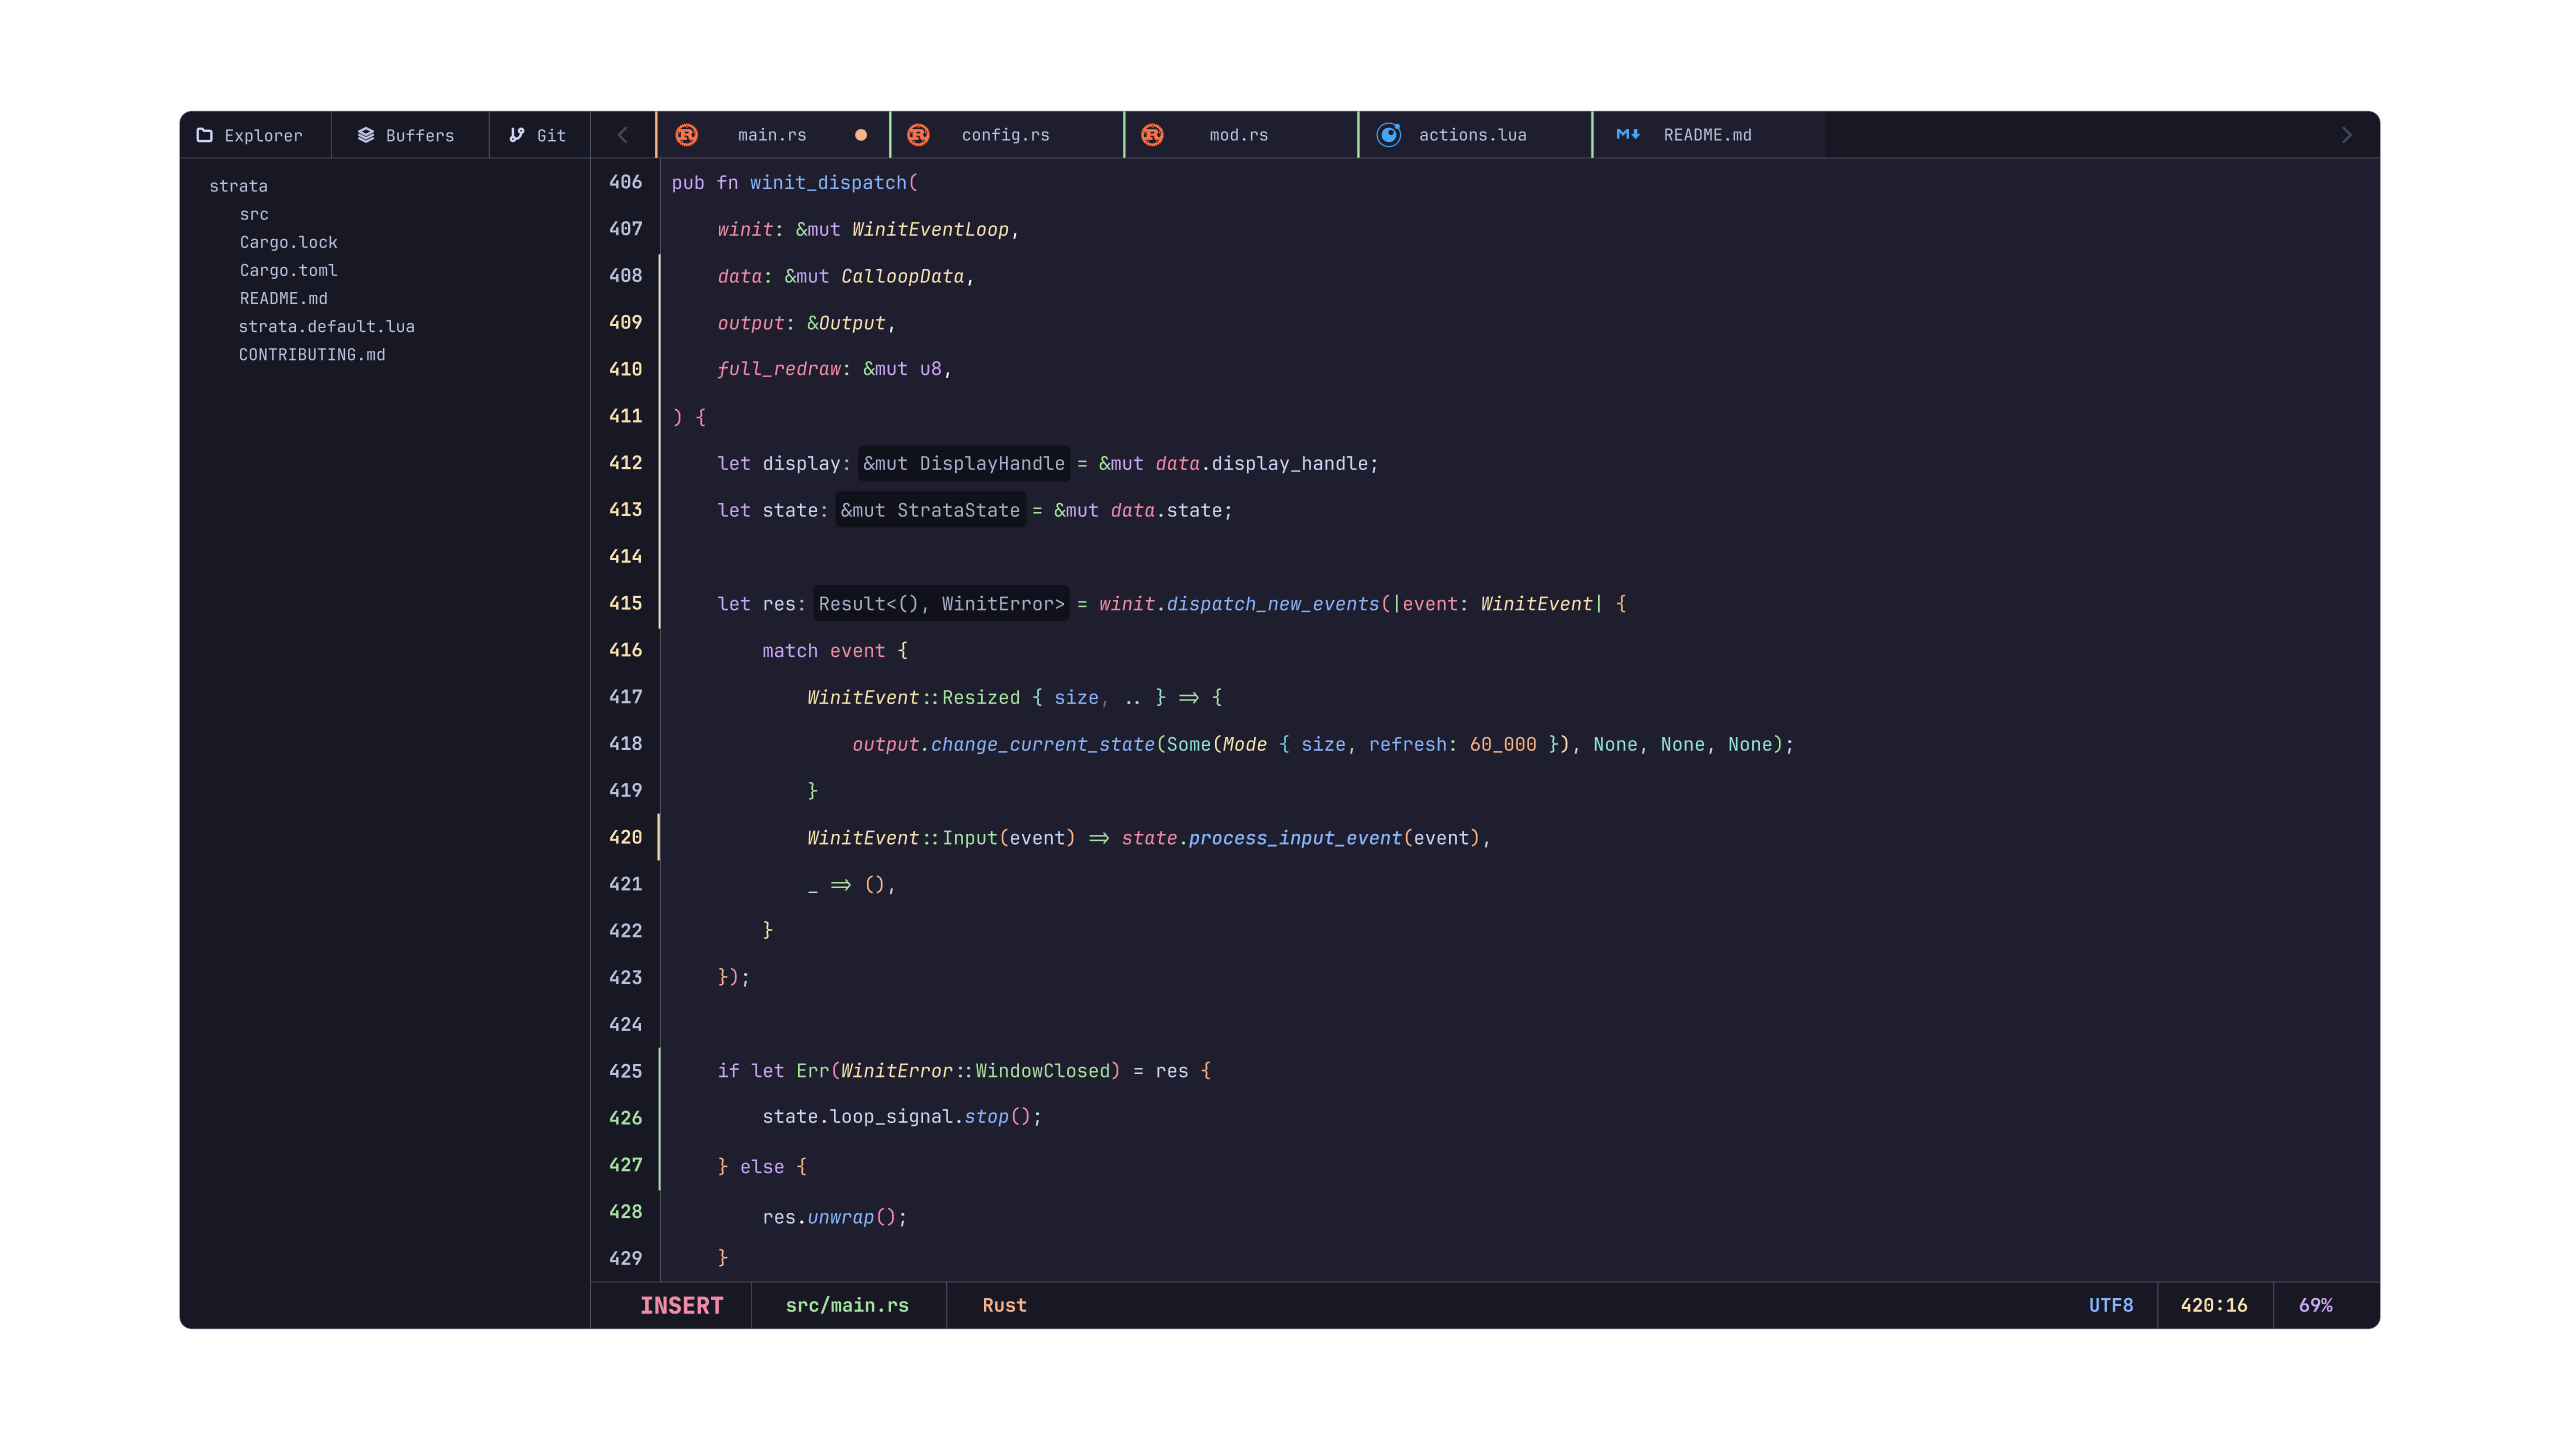 Explorer Buffers Git main.rs config.rs mod.rs actions.lua M README.md
strata
src
Cargo.lock
Cargo.toml
README.md
strata.default.lua
CONTRIBUTING.md
406 pub fn winit_dispatch(
407 winit: &mut WinitEventLoop,
408 data: &mut CalloopData,
409 output: &Output,
410 full_redraw: &mut u8,
411 ) {
412 let display: &mut DisplayHandle = &mut data.display_handle;
413 let state: &mut StrataState = &mut data.state;
414
415 let res: Result<(), WinitError> = winit.dispatch_new_events(|event: WinitEvent| {
416 match event {
417 WinitEvent::Resized { size, .. } => {
418 output.change_current_state(Some(Mode { size, refresh: 60_000 }), None, None, None);
419 }
420 WinitEvent::Input(event) => state.process_input_event(event),
421 _ => (),
422 }
423 });
424
425 if let Err(WinitError::WindowClosed) = res {
426 state.loop_signal.stop();
427 } else {
428 res.unwrap();
429 }
INSERT src/main.rs Rust UTF8 420:16 69%